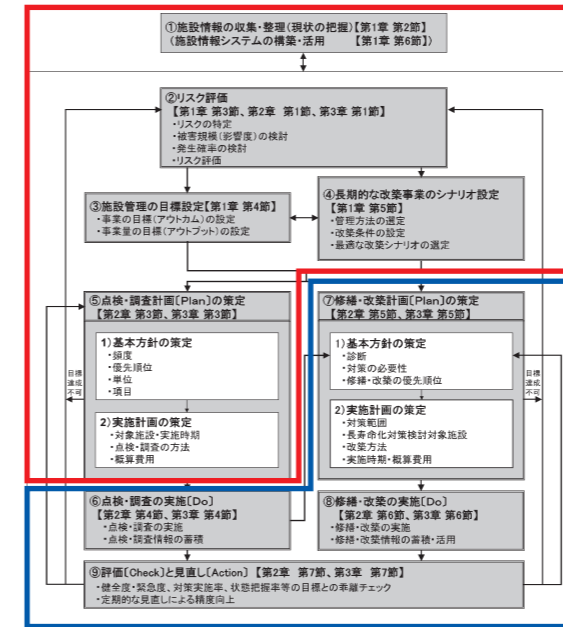 ①施設情報の収集・整理(現状の把握)【第1章 第2節】
(施設情報システムの構築・活用 【第1章 第6節】)
②リスク評価
【第1章 第3節、第2章 第1節、第3章 第1節】
・リスクの特定
・被害規模(影響度)の検討
・発生確率の検討
・リスク評価
③施設管理の目標設定【第1章 第4節】
・事業の目標(アウトカム)の設定
・事業量の目標(アウトプット)の設定
④長期的な改築事業のシナリオ設定
【第1章 第5節】
・管理方法の選定
・改築条件の設定
・最適な改築シナリオの選定
⑤点検・調査計画〔Plan〕の策定
【第2章 第3節、第3章 第3節】
1)基本方針の策定
・頻度
・優先順位
・単位
・項目
2)実施計画の策定
・対象施設・実施時期
・点検・調査の方法
・概算費用
目標
達成
不可
⑦修繕・改築計画〔Plan〕の策定
【第2章 第5節、第3章 第5節】
1)基本方針の策定
・診断
・対策の必要性
・修繕・改築の優先順位
2)実施計画の策定
・対策範囲
・長寿命化対策検討対象施設
・改築方法
・実施時期・概算費用
目標
達成
不可
⑥点検・調査の実施〔Do〕
【第2章 第4節、第3章 第4節】
・点検・調査の実施
・点検・調査情報の蓄積
⑧修繕・改築の実施〔Do〕
【第2章 第6節、第3章 第6節】
・修繕・改築の実施
・修繕・改築情報の蓄積・活用
⑨評価〔Check〕と見直し〔Action〕 【第2章 第7節、第3章 第7節】
・健全度・緊急度、対策実施率、状態把握率等の目標との乖離チェック
・定期的な見直しによる精度向上